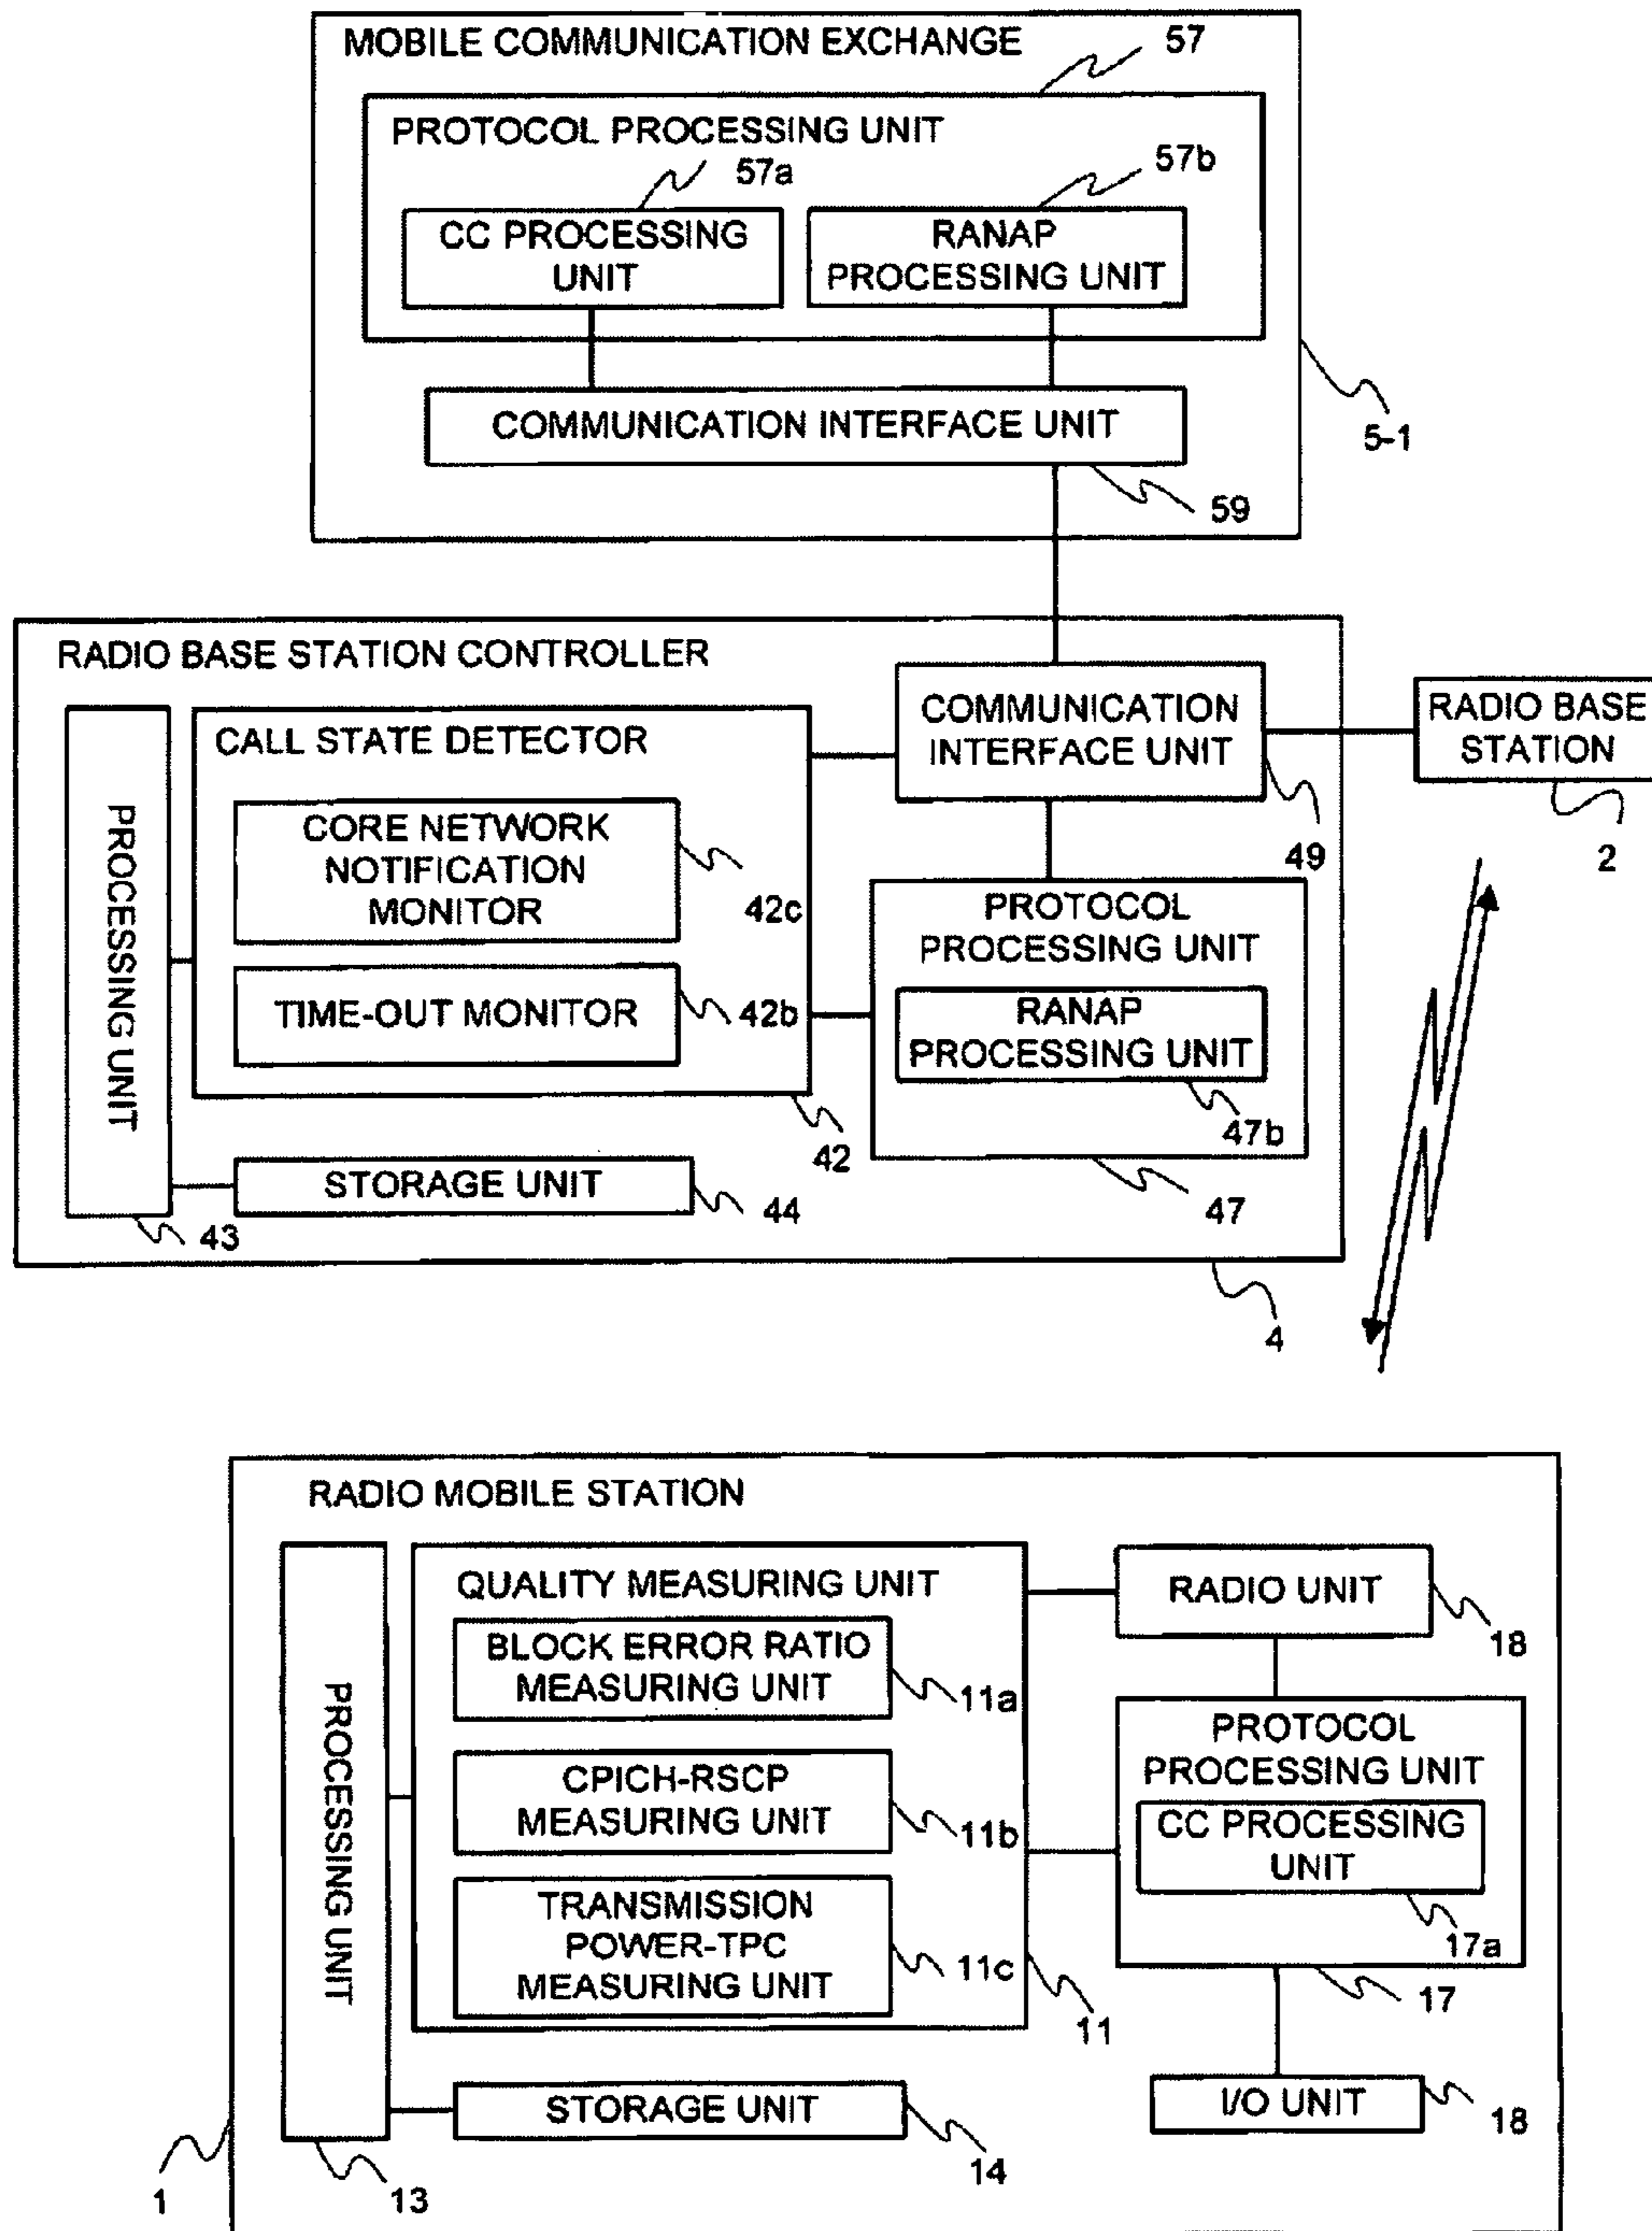 MOBILE COMMUNICATION EXCHANGE
57
PROTOCOL PROCESSING UNIT
57a
57b
CC PROCESSING
UNIT
RANAP
PROCESSING UNIT
COMMUNICATION INTERFACE UNIT
5-1
59
RADIO BASE STATION CONTROLLER
COMMUNICATION
INTERFACE UNIT
RADIO BASE
STATION
CALL STATE DETECTOR
PROCESSING UNIT
CORE NETWORK
NOTIFICATION
MONITOR
42c
49
2
PROTOCOL
PROCESSING UNIT
TIME-OUT MONITOR
42b
RANAP
PROCESSING UNIT
47b
42
STORAGE UNIT
44
47
43
4
RADIO MOBILE STATION
PROCESSING UNIT
QUALITY MEASURING UNIT
RADIO UNIT
18
BLOCK ERROR RATIO
MEASURING UNIT
11a
PROTOCOL
PROCESSING UNIT
CPICH-RSCP
MEASURING UNIT
11b
CC PROCESSING
UNIT
17a
TRANSMISSION
POWER-TPC
MEASURING UNIT
11c
17
11
STORAGE UNIT
14
I/O UNIT
18
1
13